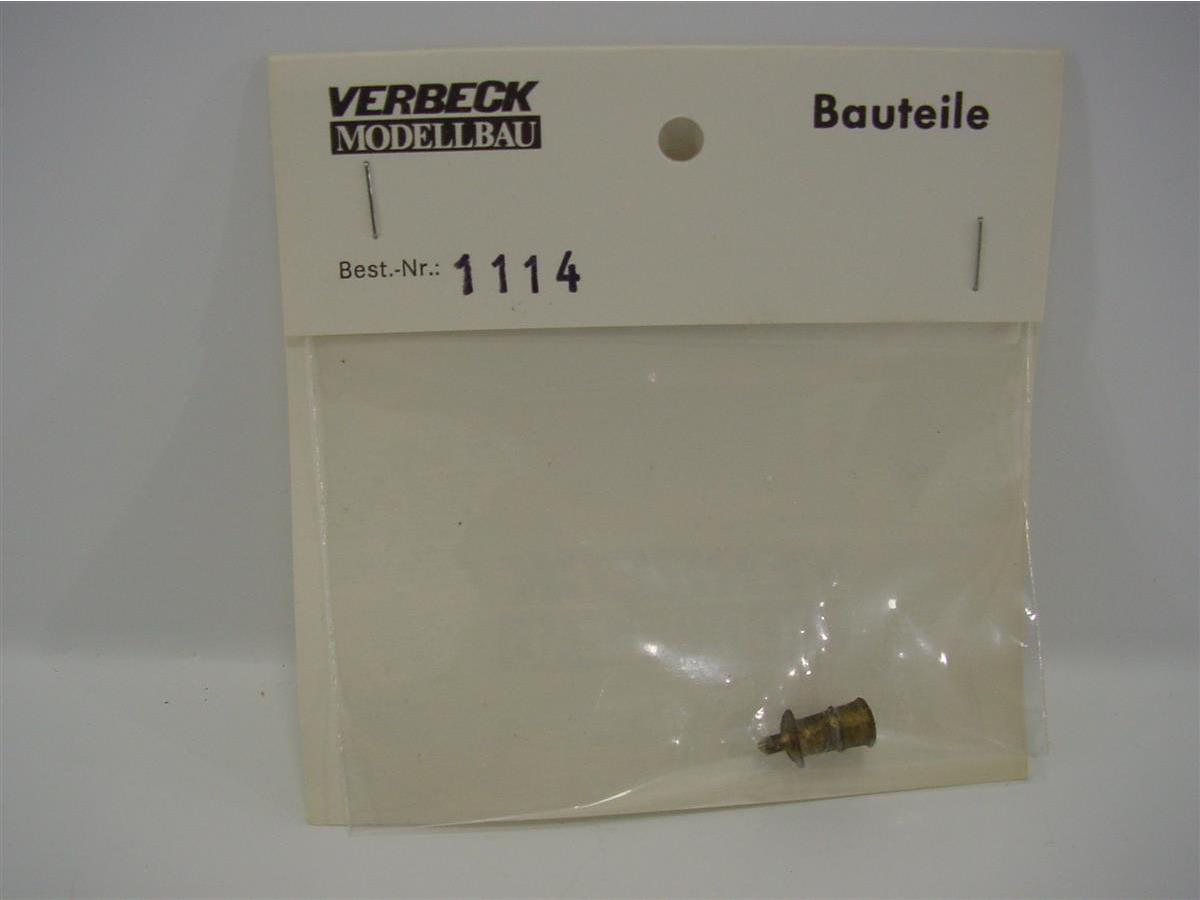 VERBECK
MODELLBAU
Bauteile
Best.-Nr.: 1114